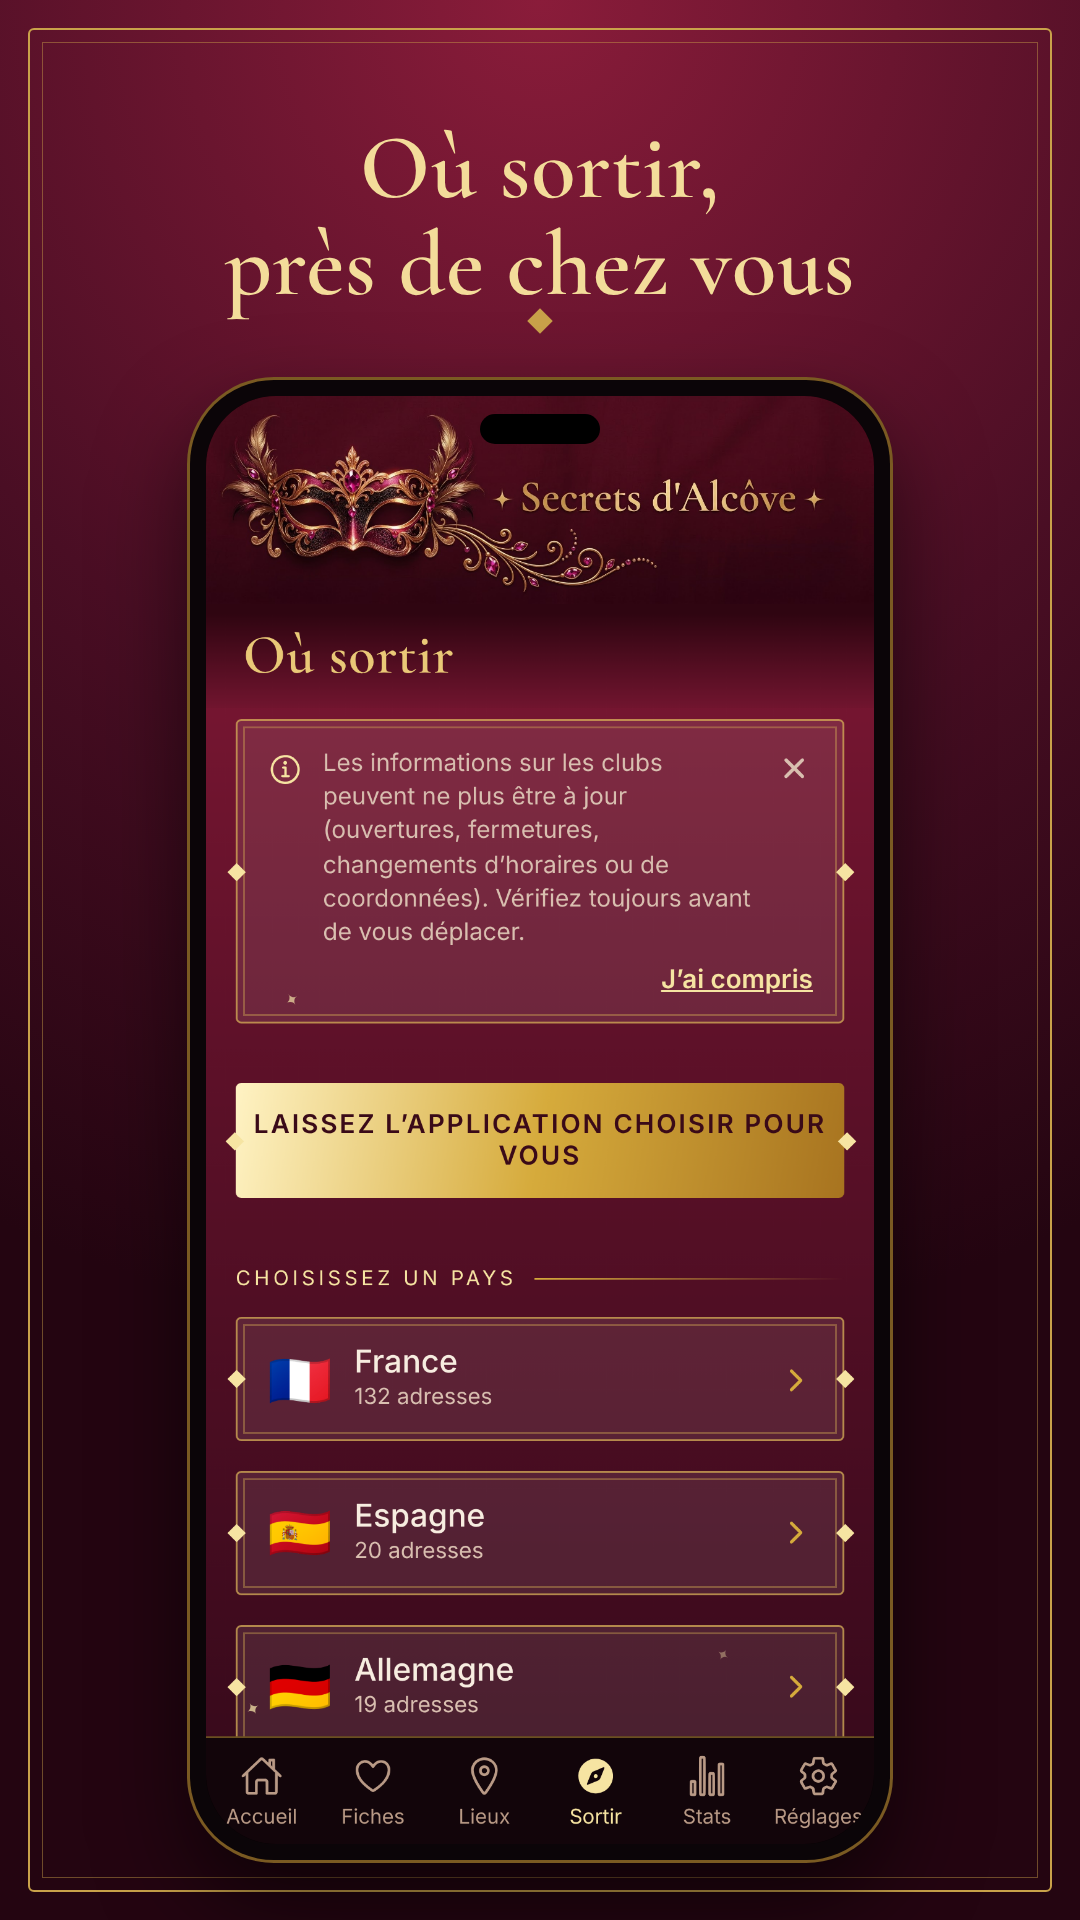 Où sortir,
près de chez vous
Secrets d'Alcôve
Où sortir
Les informations sur les clubs
peuvent ne plus être à jour
(ouvertures, fermetures,
changements d’horaires ou de
coordonnées). Vérifiez toujours avant
de vous déplacer.
J’ai compris
LAISSEZ L’APPLICATION CHOISIR POUR
VOUS
CHOISISSEZ UN PAYS
France
132 adresses
Espagne
20 adresses
Allemagne
19 adresses
Accueil Fiches Lieux Sortir Stats Réglages